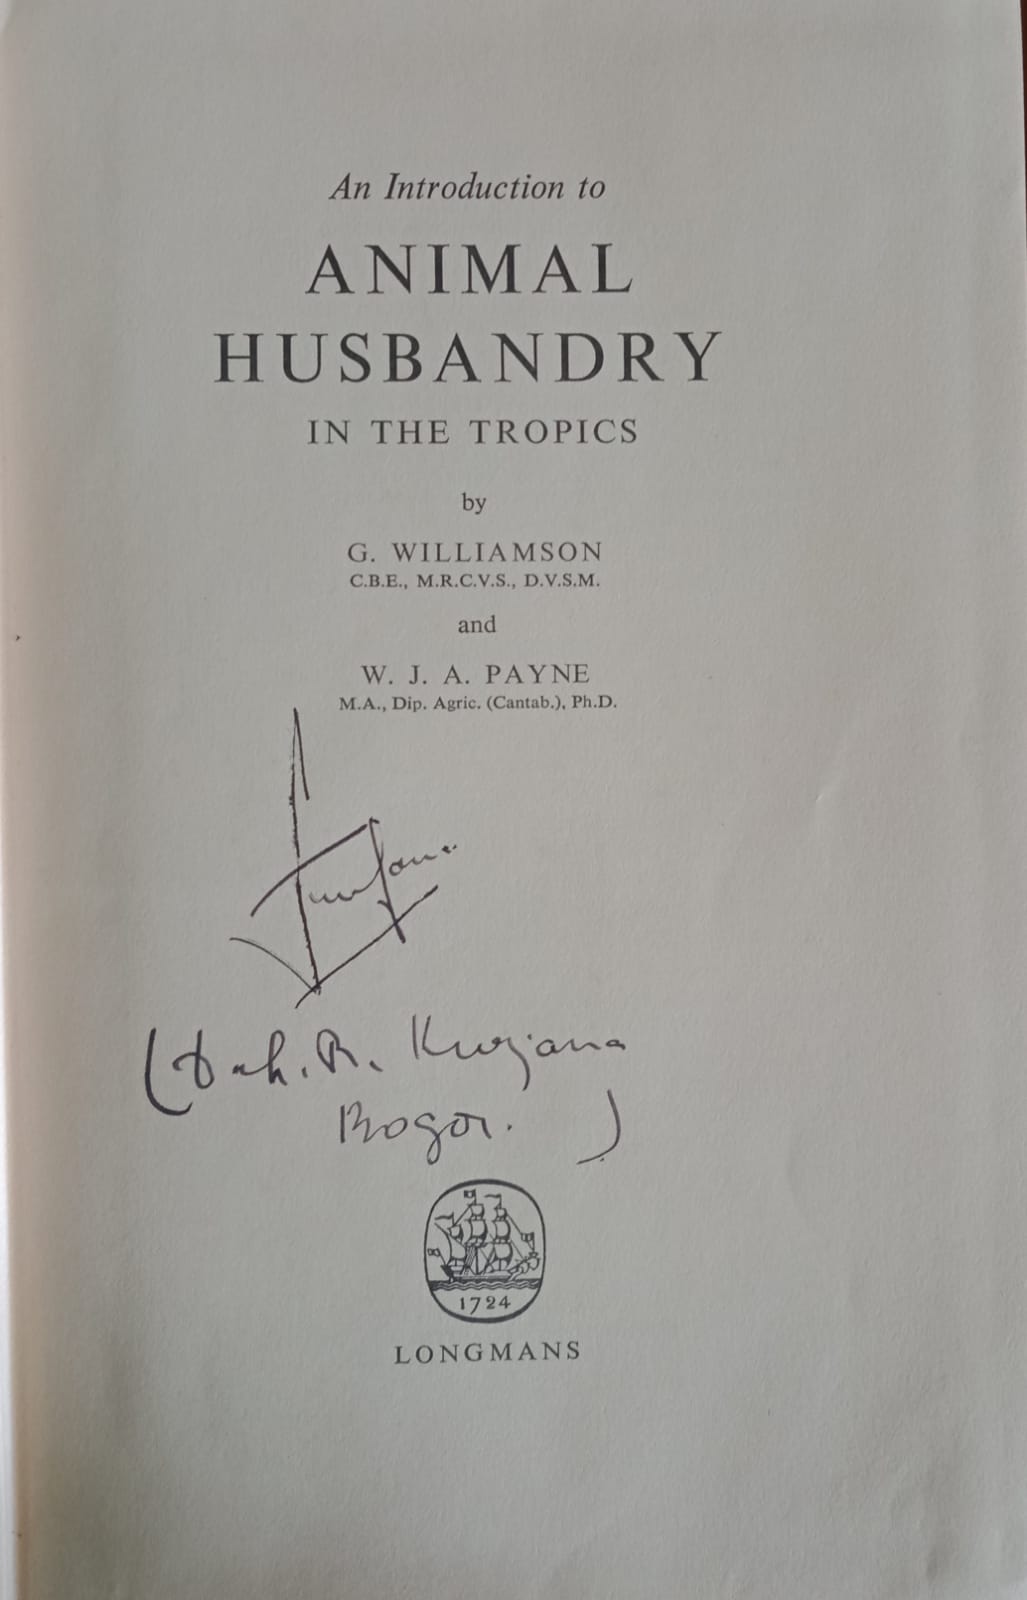 An Introduction to
ANIMAL
HUSBANDRY
IN THE TROPICS
by
G. WILLIAMSON
C.B.E., M.R.C.V.S., D.V.S.M.
and
W. J. A. PAYNE
M.A., Dip. Agric. (Cantab.), Ph.D.
R.
Bogor. )
1724
LONGMANS